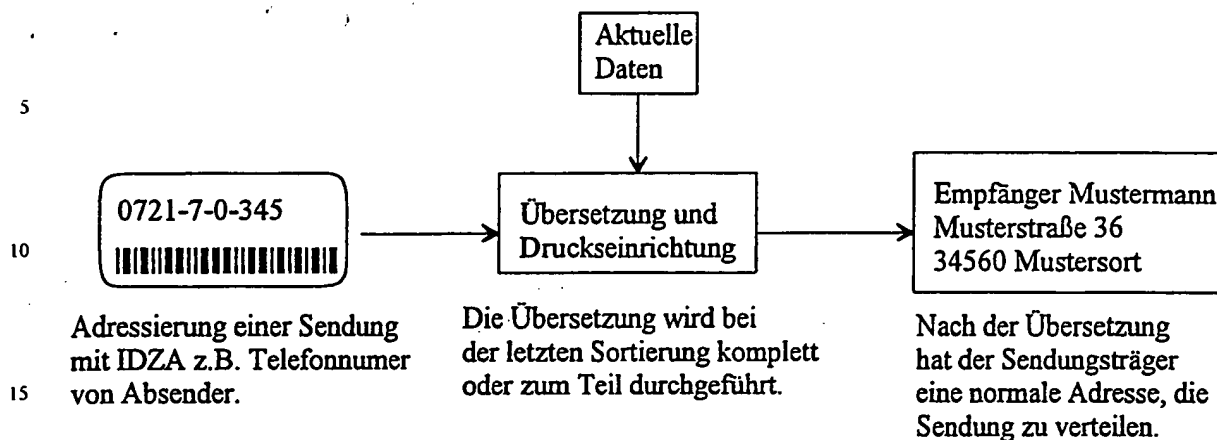 Aktuelle
Daten
5
0721-7-0-345
10
Übersetzung und
Druckseinrichtung
Empfänger Mustermann
Musterstraße 36
34560 Mustersort
Adressierung einer Sendung
mit IDZA z.B. Telefonnumer
15 von Absender.
Die Übersetzung wird bei
der letzten Sortierung komplett
oder zum Teil durchgeführt.
Nach der Übersetzung
hat der Sendungsträger
eine normale Adresse, die
Sendung zu verteilen.